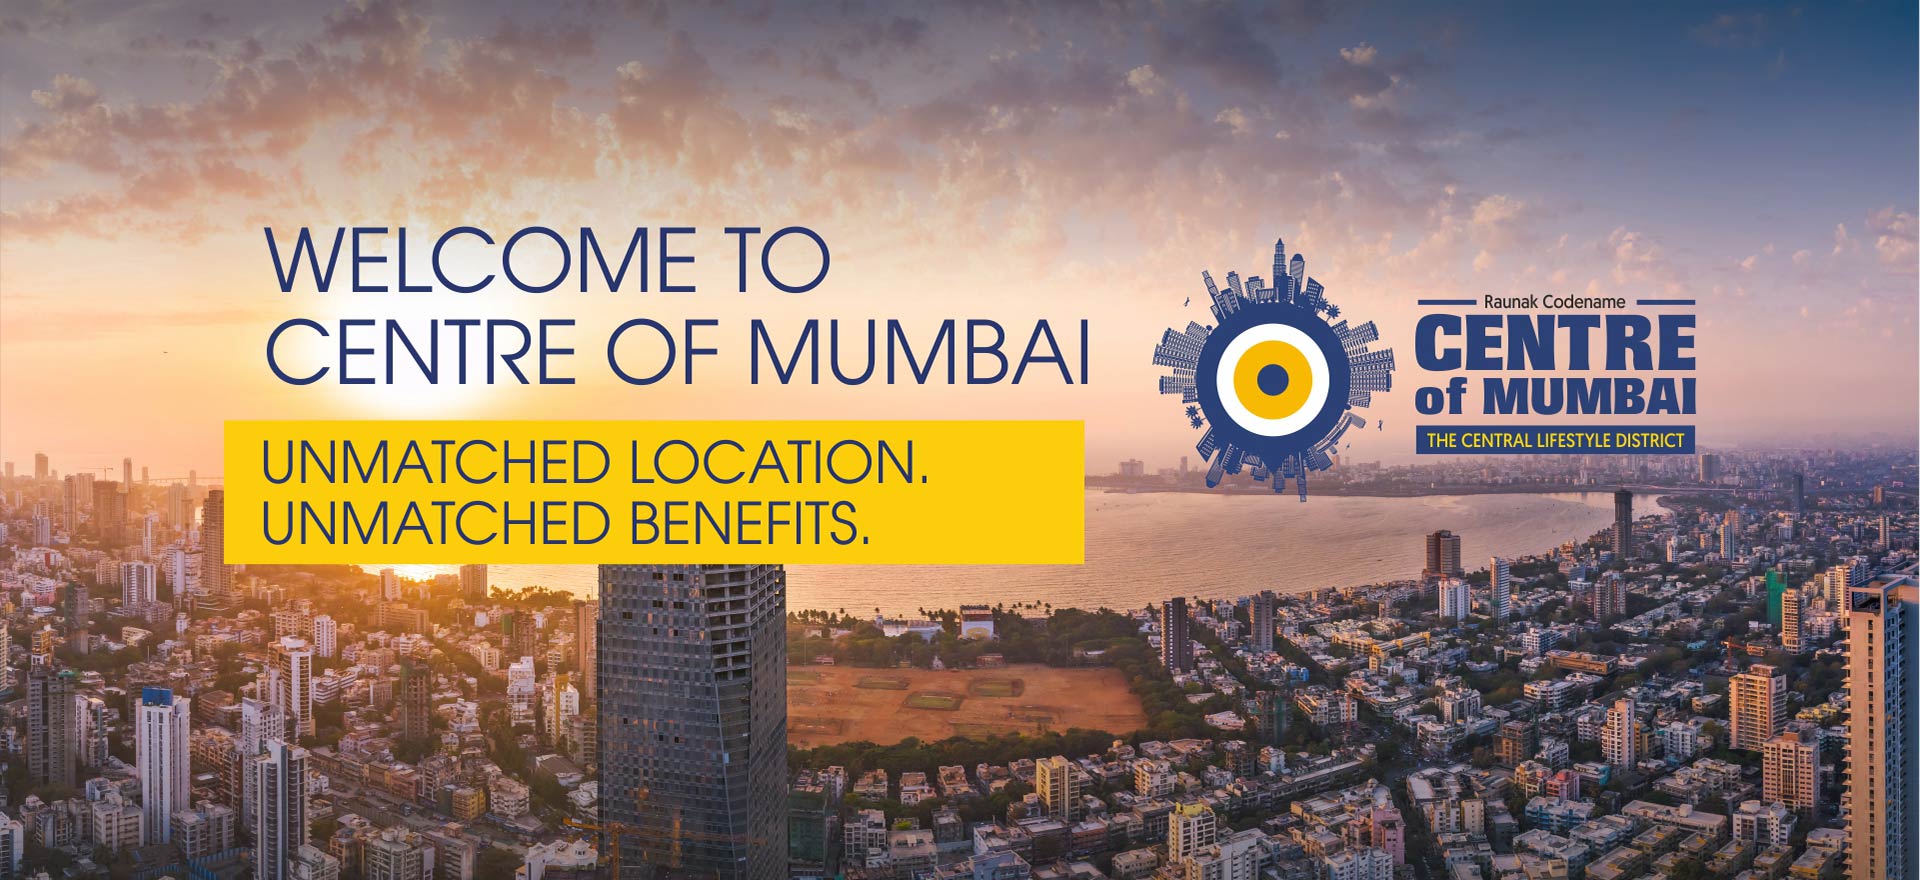 WELCOME TO
CENTRE OF MUMBAI
UNMATCHED LOCATION.
UNMATCHED BENEFITS.
Raunak Codename
CENTRE
of MUMBAI
THE CENTRAL LIFESTYLE DISTRICT